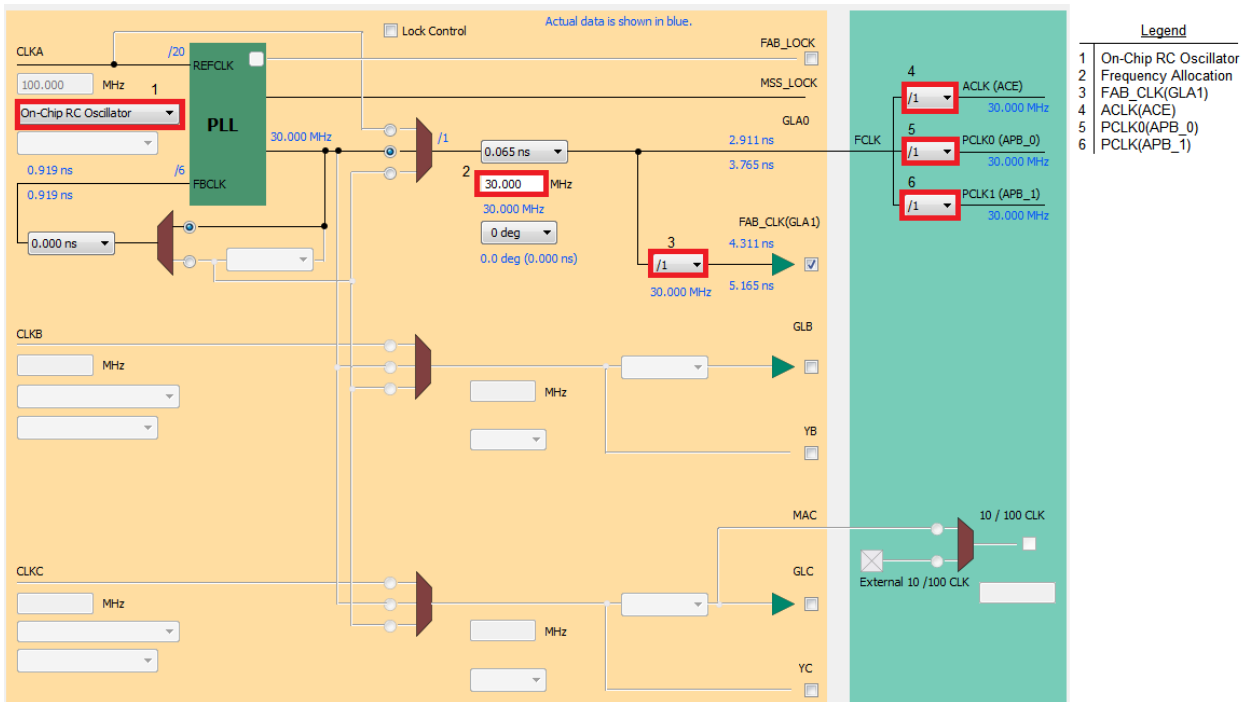 Actual data is shown in blue.
Lock Control
CLKA
/20
REFCLK
FAB_LOCK
100.000 MHz
1
MSS_LOCK
On-Chip RC Oscillator
PLL
30.000 MHz
/1
GLA0
0.065 ns
2.911 ns
3.765 ns
0.919 ns
/6
FBCLK
0.919 ns
2
30.000 MHz
30.000 MHz
0 deg
0.0 deg (0.000 ns)
0.000 ns
FAB_CLK(GLA1)
3
4.311 ns
/1
30.000 MHz
5.165 ns
CLKB
MHz
GLB
MHz
YB
MAC
CLKC
MHz
GLC
MHz
YC
FCLK
4
/1
ACLK (ACE)
30.000 MHz
5
/1
PCLK0 (APB_0)
30.000 MHz
6
/1
PCLK1 (APB_1)
30.000 MHz
10 / 100 CLK
External 10 /100 CLK
Legend
1 On-Chip RC Oscillator
2 Frequency Allocation
3 FAB_CLK(GLA1)
4 ACLK(ACE)
5 PCLK0(APB_0)
6 PCLK(APB_1)